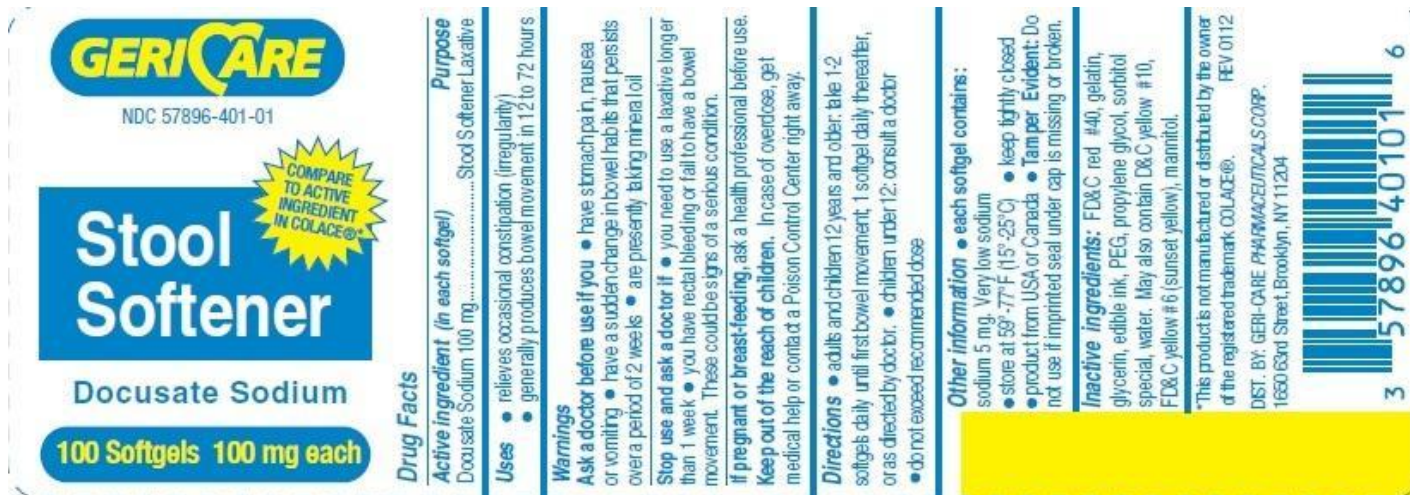 GERI CARE
NDC 57896-401-01
COMPARE
TO ACTIVE
INGREDIENT
IN COLACE®*
Stool
Softener
Docusate Sodium
100 Softgels 100 mg each
Drug Facts
Active ingredient (in each softgel) Purpose
Docusate Sodium 100 mg..............................Stool Softener Laxative
Uses • relieves occasional constipation (irregularity)
• generally produces bowel movement in 12 to 72 hours
Warnings
Ask a doctor before use if you • have stomach pain, nausea
or vomiting • have a sudden change in bowel habits that persists
over a period of 2 weeks • are presently taking mineral oil
Stop use and ask a doctor if • you need to use a laxative longer
than 1 week • you have rectal bleeding or fail to have a bowel
movement. These could be signs of a serious condition.
If pregnant or breast-feeding, ask a health professional before use.
Keep out of the reach of children. In case of overdose, get
medical help or contact a Poison Control Center right away.
Directions • adults and children 12 years and older: take 1-2
softgels daily until first bowel movement; 1 softgel daily thereafter,
or as directed by doctor. • children under 12: consult a doctor
• do not exceed recommended dose
Other information • each softgel contains:
sodium 5 mg. Very low sodium
• store at 59°-77°F (15°-25°C) • keep tightly closed
• product from USA or Canada • Tamper Evident: Do
not use if imprinted seal under cap is missing or broken.
Inactive ingredients: FD&C red #40, gelatin,
glycerin, edible ink, PEG, propylene glycol, sorbitol
special, water. May also contain D&C yellow #10,
FD&C yellow #6 (sunset yellow), mannitol.
*This product is not manufactured or distributed by the owner
of the registered trademark COLACE®. REV 0112
DIST. BY: GERI-CARE PHARMACEUTICALS CORP.
1650 63rd Street, Brooklyn, NY 11204
3 57896 40101 6